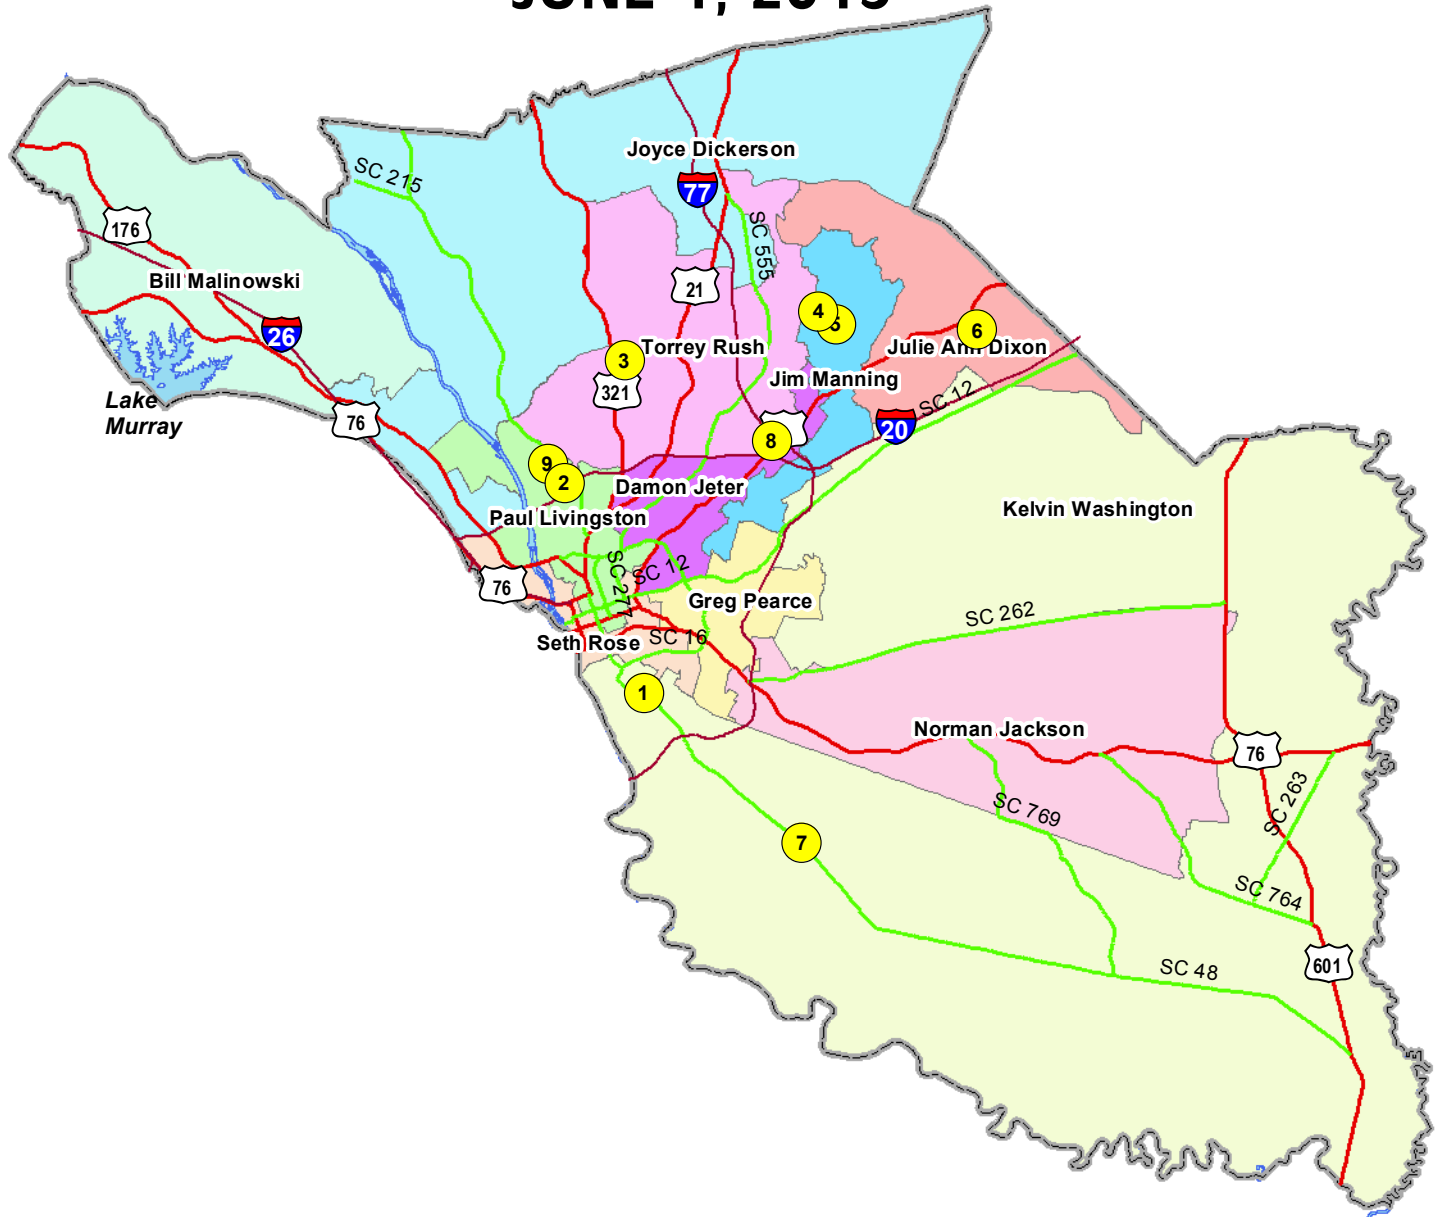 Joyce Dickerson
SC 215
77
176
SC 555
Bill Malinowski
21
4
5
26
6
Torrey Rush
Julie Ann Dixon
3
Jim Manning
321
Lake
Murray
SC 12
76
20
8
9
2
Damon Jeter
Kelvin Washington
Paul Livingston
SC 277
SC 12
76
Greg Pearce
SC 262
Seth Rose
SC 16
1
Norman Jackson
76
SC 769
SC 263
7
SC 764
601
SC 48